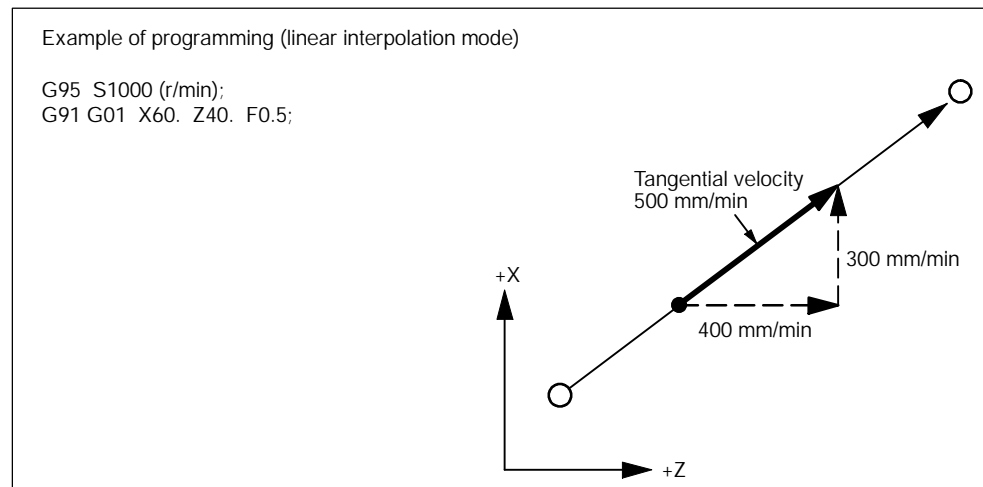 Example of programming (linear interpolation mode)
G95 S1000 (r/min);
G91 G01 X60. Z40. F0.5;
Tangential velocity
500 mm/min
300 mm/min
+X
400 mm/min
+Z